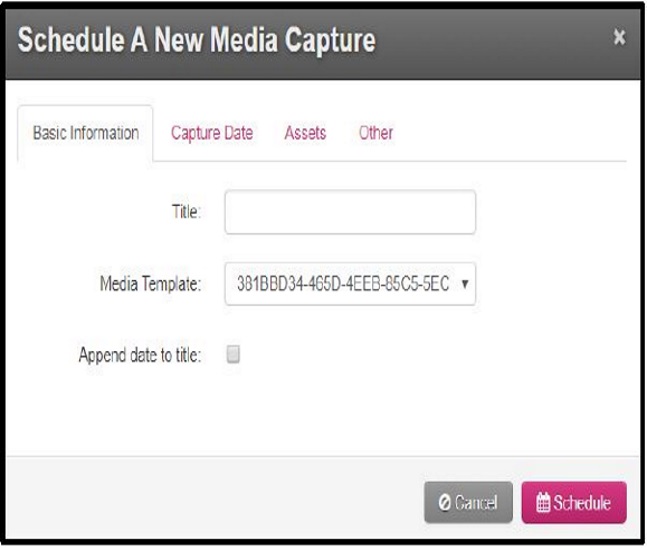 Schedule A New Media Capture ×
Basic Information Capture Date Assets Other
Title:
Media Template: 381BBD34-465D-4EEB-85C5-5EC
Append date to title:
Cancel Schedule